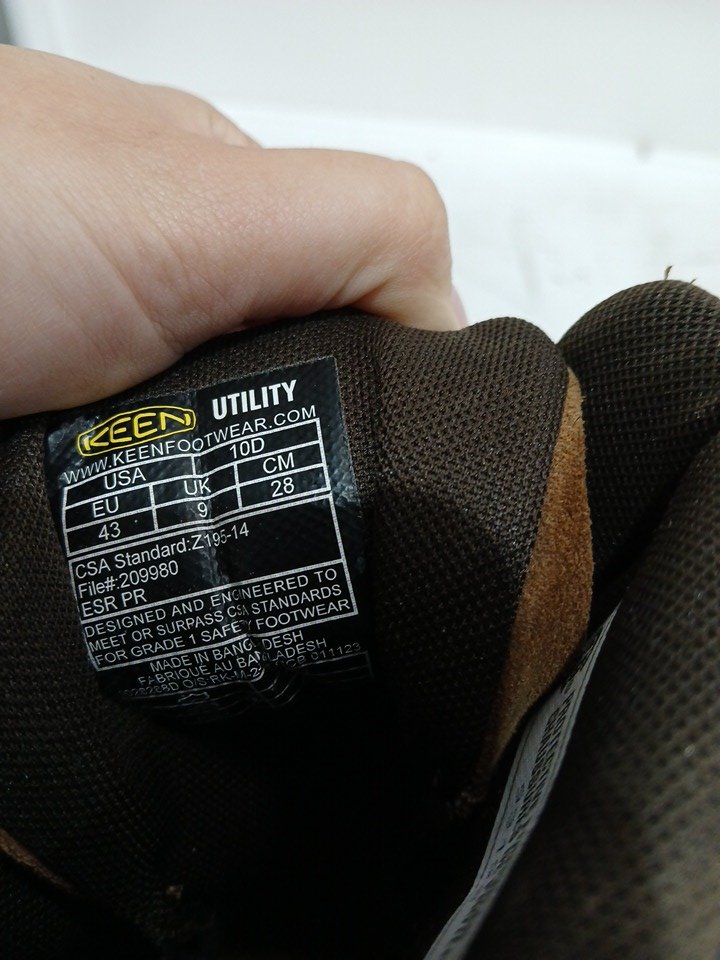 KEEN UTILITY
WWW.KEENFOOTWEAR.COM
USA 10D
EU UK CM
43 9 28
CSA Standard:Z195-14
File#:209980
ESR PR
DESIGNED AND ENGINEERED TO
MEET OR SURPASS CSA STANDARDS
FOR GRADE 1 SAFETY FOOTWEAR
MADE IN BANGLADESH
FABRIQUE AU BANGLADESH
011123